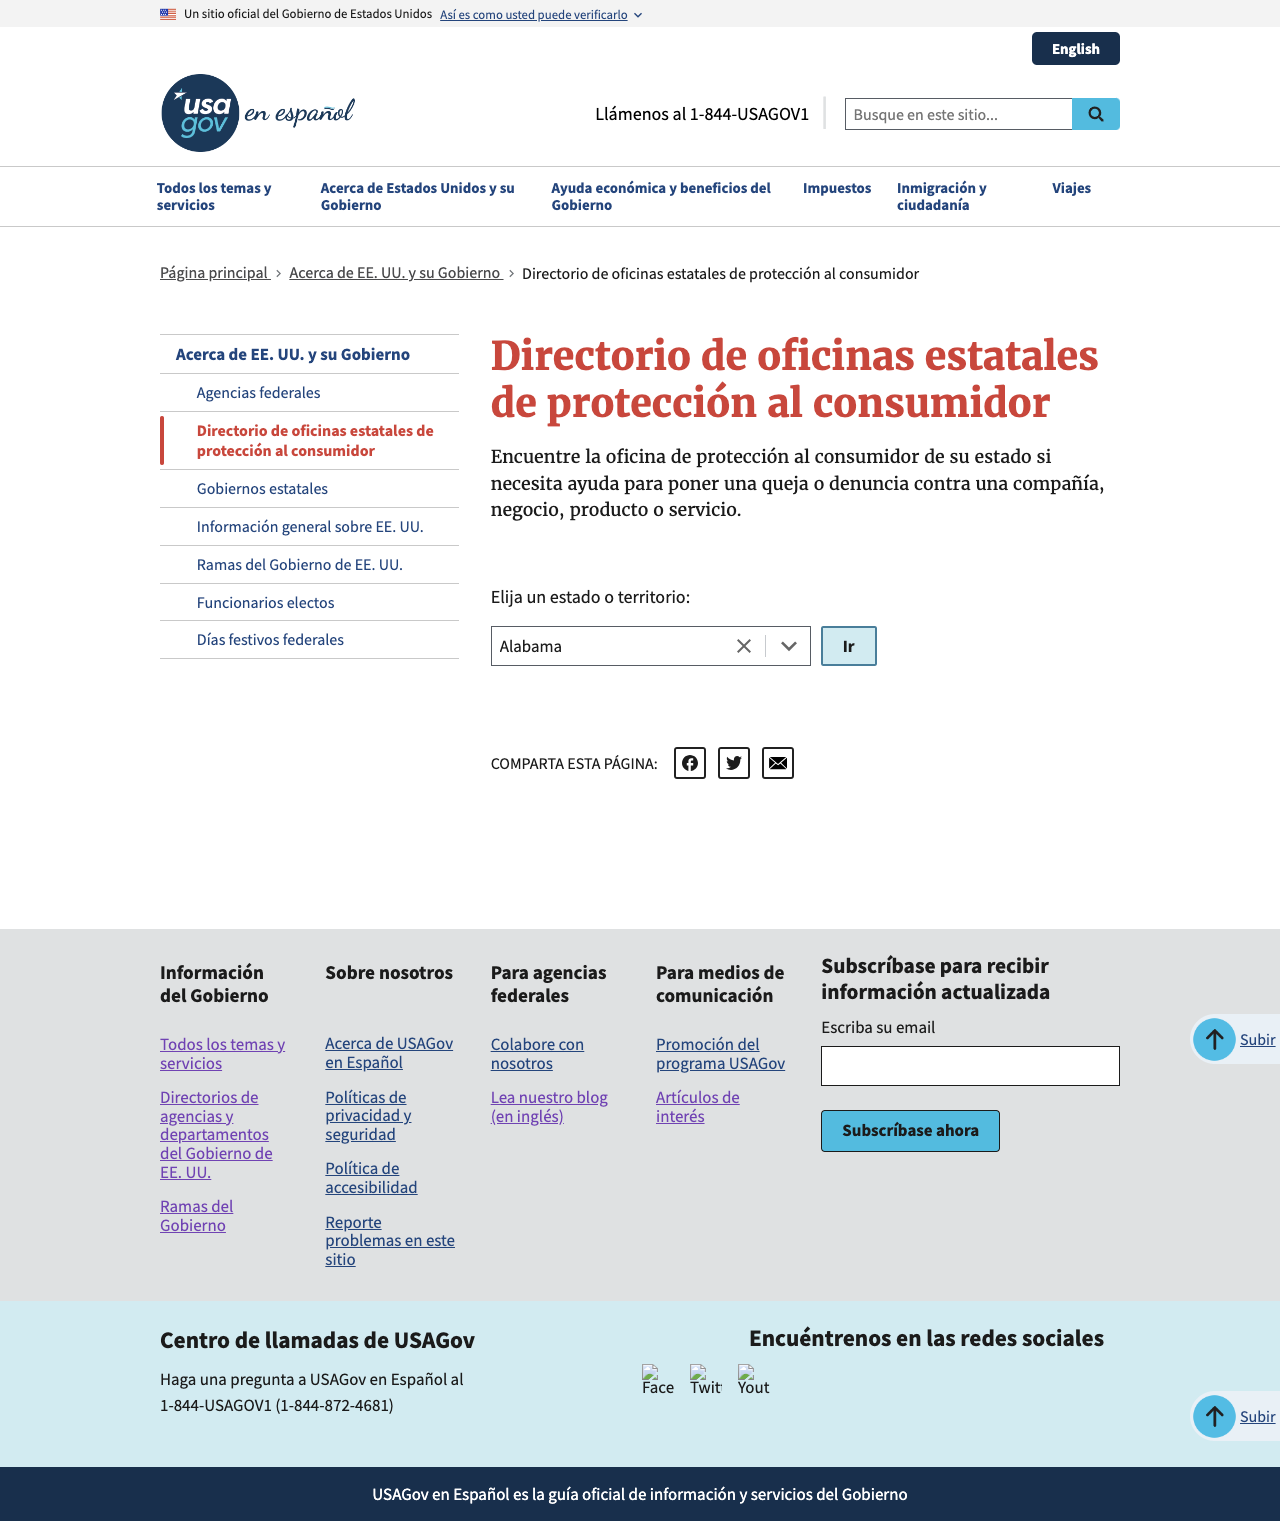 Un sitio oficial del Gobierno de Estados Unidos Así es como usted puede verificarlo
English
usa gov en español
Llámenos al 1-844-USAGOV1
Busque en este sitio...
Todos los temas y servicios
Acerca de Estados Unidos y su Gobierno
Ayuda económica y beneficios del Gobierno
Impuestos
Inmigración y ciudadanía
Viajes
Página principal > Acerca de EE. UU. y su Gobierno > Directorio de oficinas estatales de protección al consumidor
Acerca de EE. UU. y su Gobierno
Agencias federales
Directorio de oficinas estatales de
protección al consumidor
Gobiernos estatales
Información general sobre EE. UU.
Ramas del Gobierno de EE. UU.
Funcionarios electos
Días festivos federales
Directorio de oficinas estatales
de protección al consumidor
Encuentre la oficina de protección al consumidor de su estado si
necesita ayuda para poner una queja o denuncia contra una compañía,
negocio, producto o servicio.
Elija un estado o territorio:
Alabama
Ir
COMPARTA ESTA PÁGINA:
Información
del Gobierno
Todos los temas y
servicios
Directorios de
agencias y
departamentos
del Gobierno de
EE. UU.
Ramas del
Gobierno
Sobre nosotros
Acerca de USAGov
en Español
Políticas de
privacidad y
seguridad
Política de
accesibilidad
Reporte
problemas en este
sitio
Para agencias
federales
Colabore con
nosotros
Lea nuestro blog
(en inglés)
Para medios de
comunicación
Promoción del
programa USAGov
Artículos de
interés
Subscríbase para recibir
información actualizada
Escriba su email
Subscríbase ahora
Subir
Centro de llamadas de USAGov
Haga una pregunta a USAGov en Español al
1-844-USAGOV1 (1-844-872-4681)
Encuéntrenos en las redes sociales
Face Twit Yout
Subir
USAGov en Español es la guía oficial de información y servicios del Gobierno